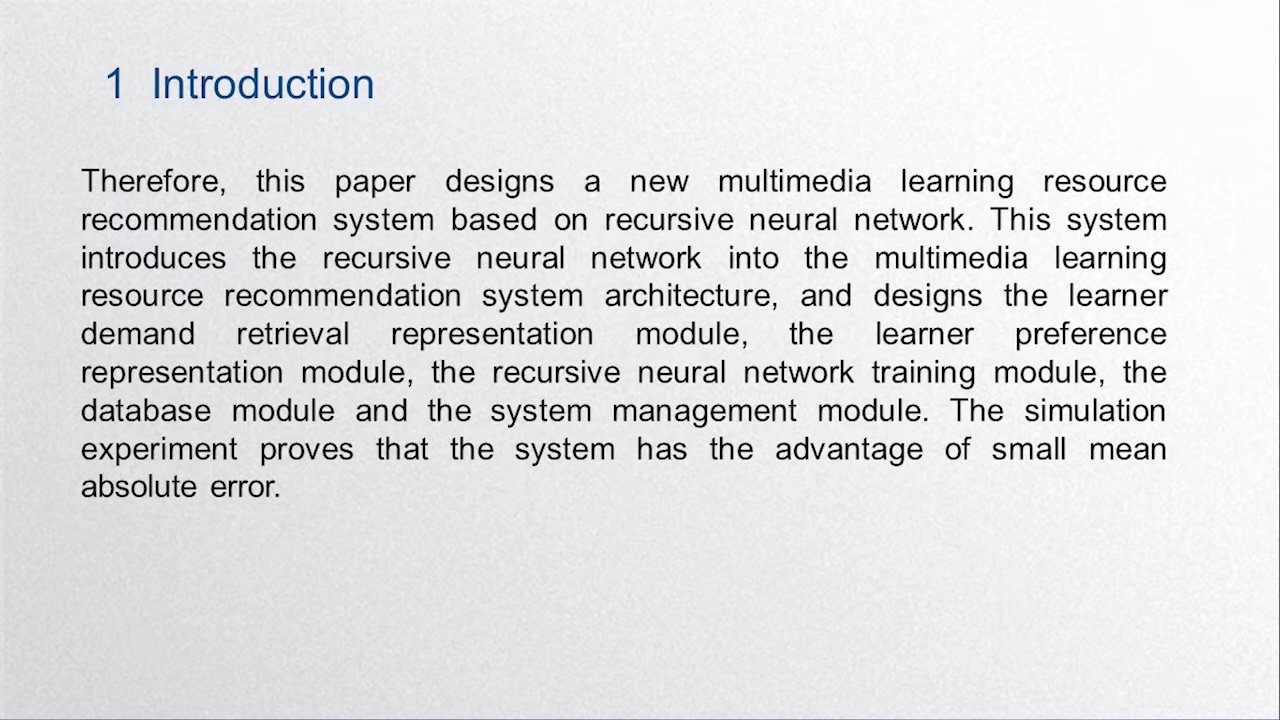 1 Introduction
Therefore, this paper designs a new multimedia learning resource
recommendation system based on recursive neural network. This system
introduces the recursive neural network into the multimedia learning
resource recommendation system architecture, and designs the learner
demand retrieval representation module, the learner preference
representation module, the recursive neural network training module, the
database module and the system management module. The simulation
experiment proves that the system has the advantage of small mean
absolute error.